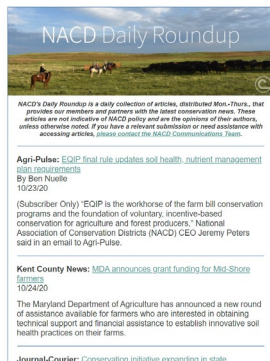 NACD Daily Roundup
NACD's Daily Roundup is a daily collection of articles, distributed Mon.-Thurs., that
provides our members and partners with the latest conservation news. These
articles are not indicative of NACD policy and are the opinions of their authors,
unless otherwise noted. If you have a relevant submission or need assistance with
accessing articles, please contact the NACD Communications Team.
Agri-Pulse: EQIP final rule updates soil health, nutrient management
plan requirements
By Ben Nuelle
10/23/20
(Subscriber Only) “EQIP is the workhorse of the farm bill conservation
programs and the foundation of voluntary, incentive-based
conservation for agriculture and forest producers,” National
Association of Conservation Districts (NACD) CEO Jeremy Peters
said in an email to Agri-Pulse.
Kent County News: MDA announces grant funding for Mid-Shore
farmers
10/24/20
The Maryland Department of Agriculture has announced a new round
of assistance available for farmers who are interested in obtaining
technical support and financial assistance to establish innovative soil
health practices on their farms.
Journal-Courier: Conservation initiative expanding in state